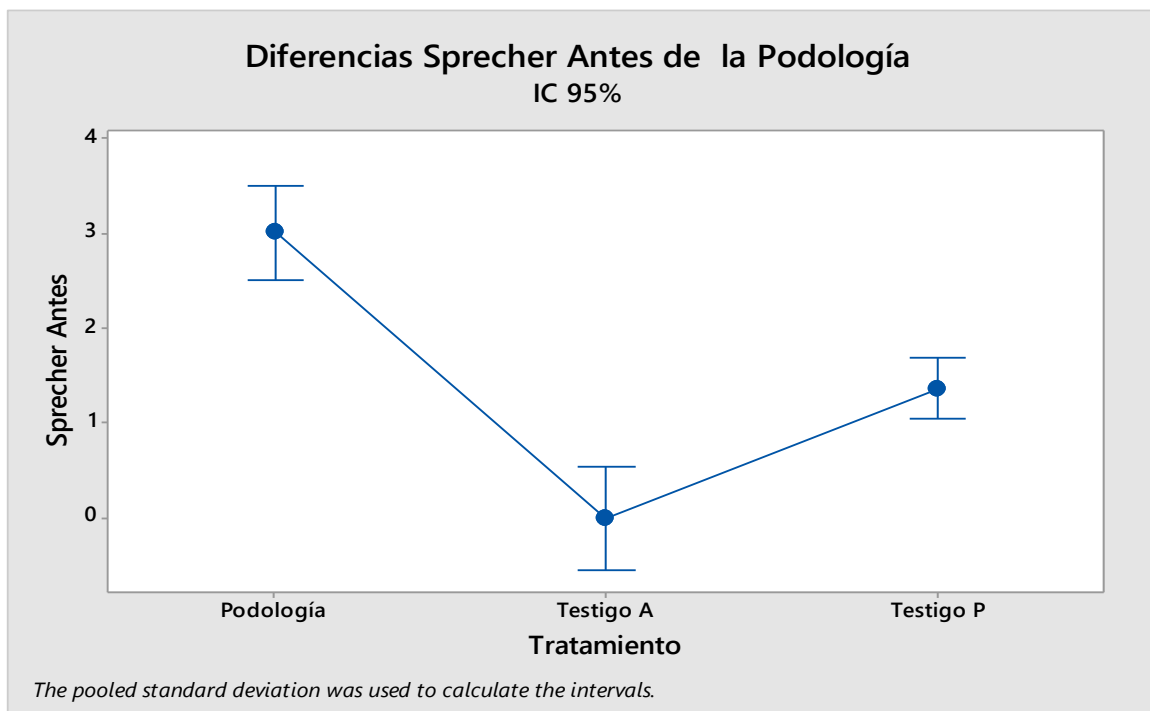 Diferencias Sprecher Antes de  la Podología
IC 95%
4
3
2
1
0
Sprecher Antes
Podología
Testigo A
Testigo P
Tratamiento
The pooled standard deviation was used to calculate the intervals.